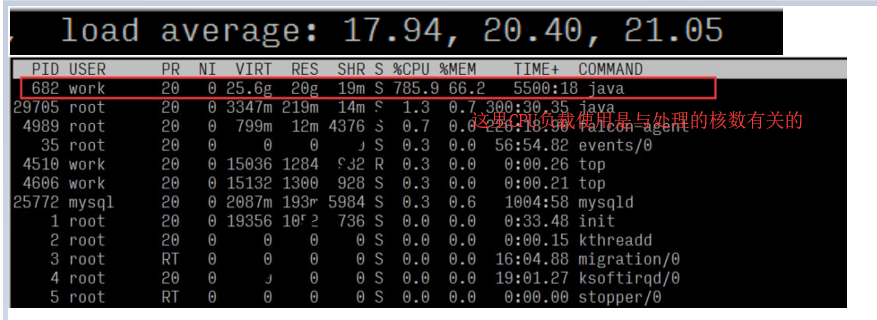 , load average: 17.94, 20.40, 21.05
PID USER PR NI VIRT RES SHR S %CPU %MEM TIME+ COMMAND
682 work 20 0 25.6g 20g 19m S 785.9 66.2 5500:18 java
29705 root 20 0 3347m 219m 14m S 1.3 0.7 300:30.35 java
这里CPU负载使用是与处理的核数有关的
4989 root 20 0 799m 12m 4376 S 0.7 0.0 falcon-agent
35 root 20 0 0 0 S 0.3 0.0 56:54.82 events/0
4510 work 20 0 15036 1284 R 0.3 0.0 0:00.26 top
4606 work 20 0 15132 1300 928 S 0.3 0.0 0:00.21 top
25772 mysql 20 0 2087m 193m 5984 S 0.3 0.6 1004:58 mysqld
1 root 20 0 19356 736 S 0.0 0.0 0:33.48 init
2 root 20 0 0 0 0 S 0.0 0.0 0:00.15 kthreadd
3 root RT 0 0 0 0 S 0.0 0.0 16:04.88 migration/0
4 root 20 0 0 0 S 0.0 0.0 19:01.27 ksoftirqd/0
5 root RT 0 0 0 0 S 0.0 0.0 0:00.00 stopper/0